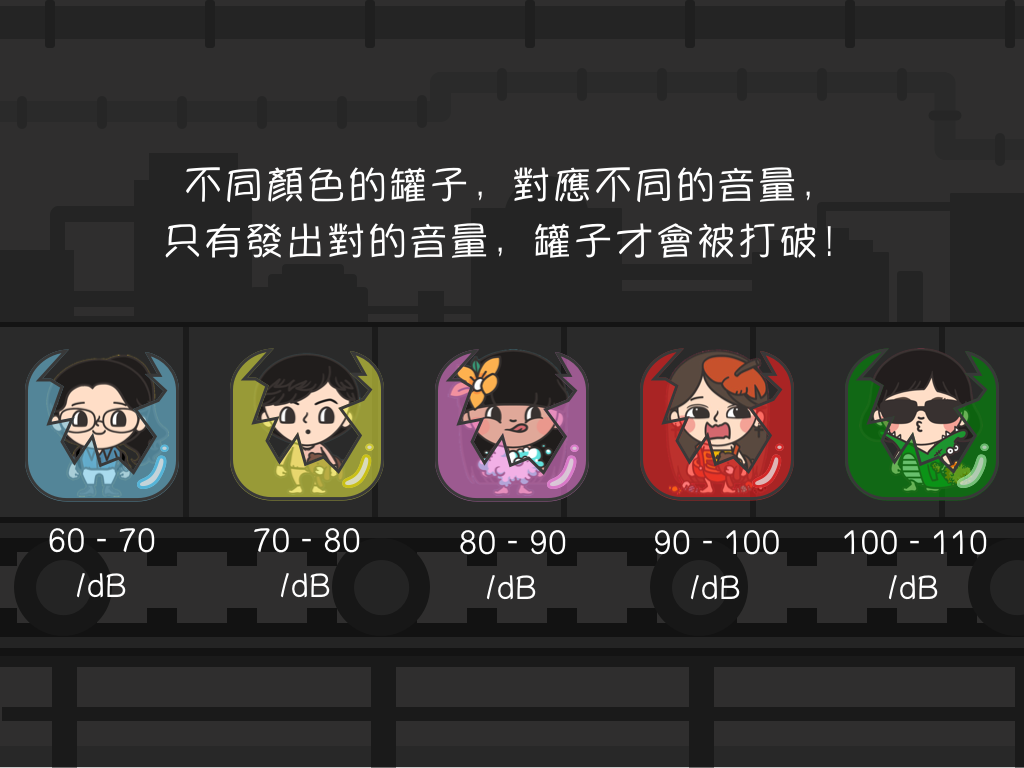 不同顏色的罐子，對應不同的音量，
只有發出對的音量，罐子才會被打破！
60 - 70
/dB
70 - 80
/dB
80 - 90
/dB
90 - 100
/dB
100 - 110
/dB